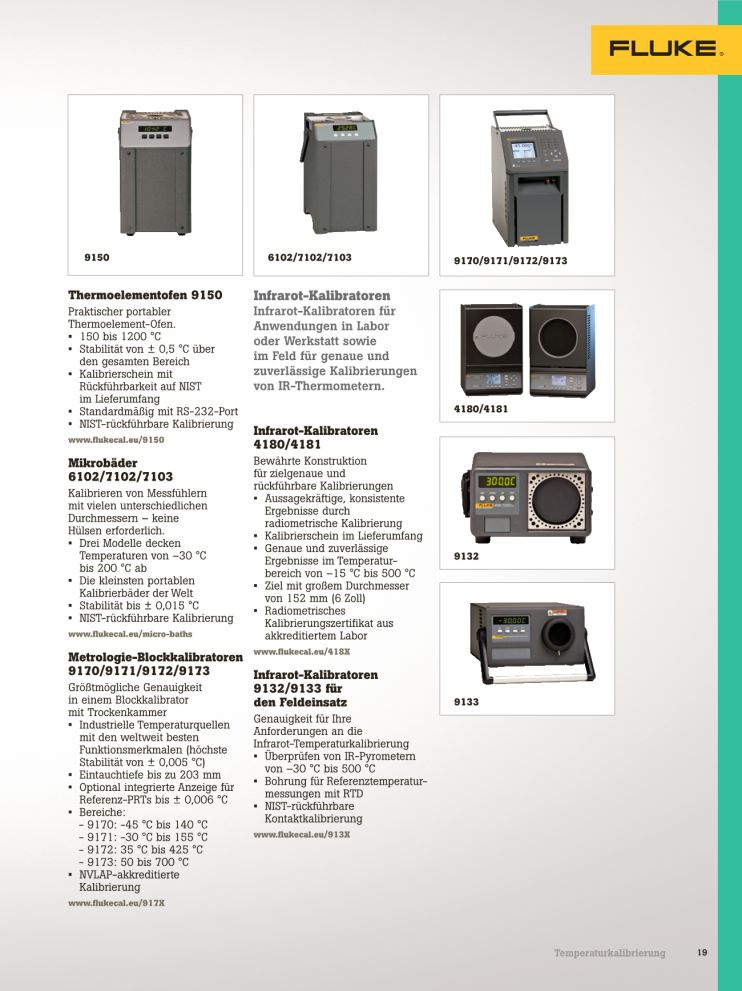 FLUKE®
9150
6102/7102/7103
9170/9171/9172/9173
Thermoelementofen 9150
Praktischer portabler
Thermoelement-Ofen.
▪ 150 bis 1200 °C
▪ Stabilität von ± 0,5 °C über
den gesamten Bereich
▪ Kalibrierschein mit
Rückführbarkeit auf NIST
im Lieferumfang
▪ Standardmäßig mit RS-232-Port
▪ NIST-rückführbare Kalibrierung
www.flukecal.eu/9150
Mikrobäder
6102/7102/7103
Kalibrieren von Messfühlern
mit vielen unterschiedlichen
Durchmessern – keine
Hülsen erforderlich.
▪ Drei Modelle decken
Temperaturen von –30 °C
bis 200 °C ab
▪ Die kleinsten portablen
Kalibrierbäder der Welt
▪ Stabilität bis ± 0,015 °C
▪ NIST-rückführbare Kalibrierung
www.flukecal.eu/micro-baths
Metrologie-Blockkalibratoren
9170/9171/9172/9173
Größtmögliche Genauigkeit
in einem Blockkalibrator
mit Trockenkammer
▪ Industrielle Temperaturquellen
mit den weltweit besten
Funktionsmerkmalen (höchste
Stabilität von ± 0,005 °C)
▪ Eintauchtiefe bis zu 203 mm
▪ Optional integrierte Anzeige für
Referenz-PRTs bis ± 0,006 °C
▪ Bereiche:
- 9170: -45 °C bis 140 °C
- 9171: -30 °C bis 155 °C
- 9172: 35 °C bis 425 °C
- 9173: 50 bis 700 °C
▪ NVLAP-akkreditierte
Kalibrierung
www.flukecal.eu/917X
Infrarot-Kalibratoren
Infrarot-Kalibratoren für
Anwendungen in Labor
oder Werkstatt sowie
im Feld für genaue und
zuverlässige Kalibrierungen
von IR-Thermometern.
Infrarot-Kalibratoren
4180/4181
Bewährte Konstruktion
für zielgenaue und
rückführbare Kalibrierungen
▪ Aussagekräftige, konsistente
Ergebnisse durch
radiometrische Kalibrierung
▪ Kalibrierschein im Lieferumfang
▪ Genaue und zuverlässige
Ergebnisse im Temperatur-
bereich von –15 °C bis 500 °C
▪ Ziel mit großem Durchmesser
von 152 mm (6 Zoll)
▪ Radiometrisches
Kalibrierungszertifikat aus
akkreditiertem Labor
www.flukecal.eu/418X
Infrarot-Kalibratoren
9132/9133 für
den Feldeinsatz
Genauigkeit für Ihre
Anforderungen an die
Infrarot-Temperaturkalibrierung
▪ Überprüfen von IR-Pyrometern
von –30 °C bis 500 °C
▪ Bohrung für Referenztemperatur-
messungen mit RTD
▪ NIST-rückführbare
Kontaktkalibrierung
www.flukecal.eu/913X
FLUKE
FLUKE
4180/4181
300.0C
FLUKE
9132
-30.00C
9133
Temperaturkalibrierung 19